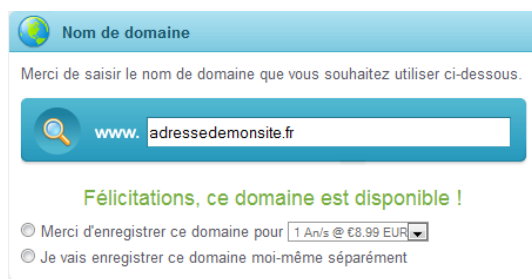 Nom de domaine
Merci de saisir le nom de domaine que vous souhaitez utiliser ci-dessous.
www. adressedemonsite.fr
Félicitations, ce domaine est disponible !
Merci d'enregistrer ce domaine pour 1 An/s @ €8.99 EUR
Je vais enregistrer ce domaine moi-même séparément